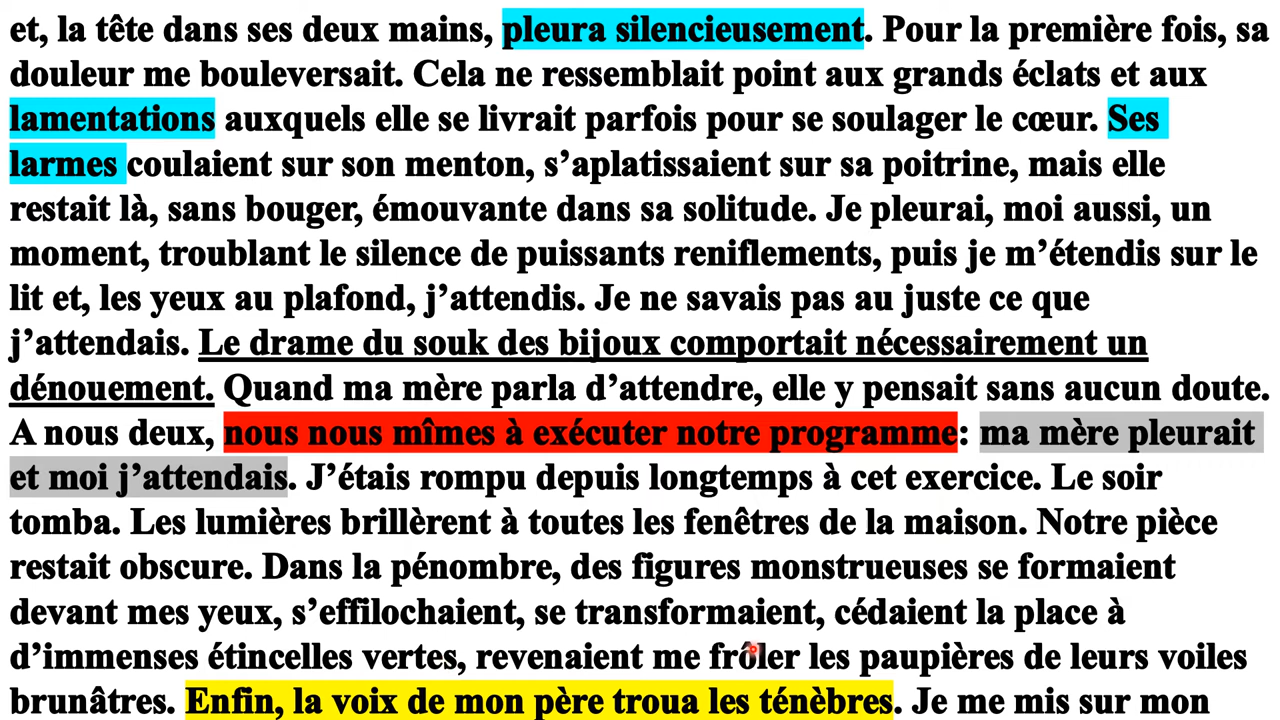 et, la tête dans ses deux mains, pleura silencieusement. Pour la première fois, sa
douleur me bouleversait. Cela ne ressemblait point aux grands éclats et aux
lamentations auxquels elle se livrait parfois pour se soulager le cœur. Ses
larmes coulaient sur son menton, s’aplatissaient sur sa poitrine, mais elle
restait là, sans bouger, émouvante dans sa solitude. Je pleurai, moi aussi, un
moment, troublant le silence de puissants reniflements, puis je m’étendis sur le
lit et, les yeux au plafond, j’attendis. Je ne savais pas au juste ce que
j’attendais. Le drame du souk des bijoux comportait nécessairement un
dénouement. Quand ma mère parla d’attendre, elle y pensait sans aucun doute.
A nous deux, nous nous mîmes à exécuter notre programme: ma mère pleurait
et moi j’attendais. J’étais rompu depuis longtemps à cet exercice. Le soir
tomba. Les lumières brillèrent à toutes les fenêtres de la maison. Notre pièce
restait obscure. Dans la pénombre, des figures monstrueuses se formaient
devant mes yeux, s’effilochaient, se transformaient, cédaient la place à
d’immenses étincelles vertes, revenaient me frôler les paupières de leurs voiles
brunâtres. Enfin, la voix de mon père troua les ténèbres. Je me mis sur mon